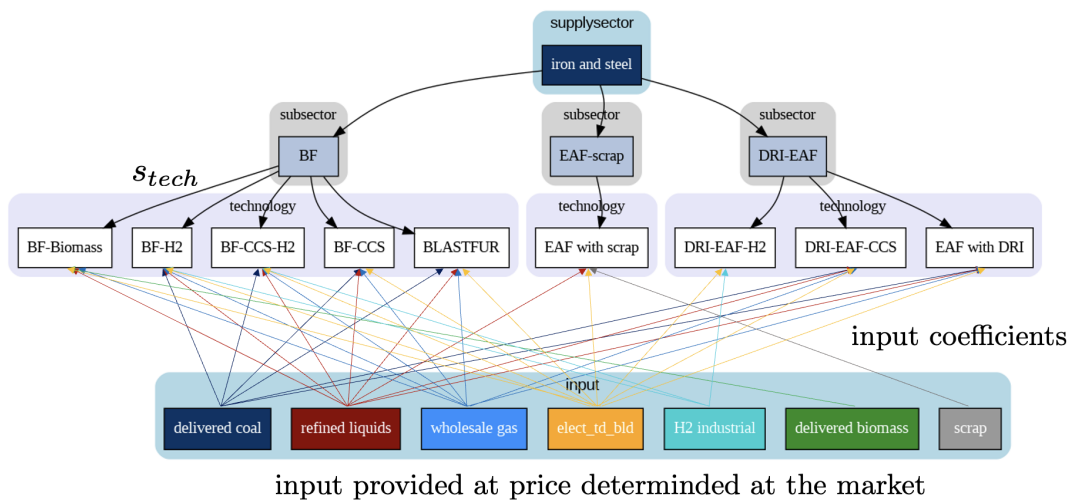 supplysector
iron and steel
subsector
subsector
subsector
BF
EAF-scrap
DRI-EAF
s_tech
technology
technology
technology
BF-Biomass
BF-H2
BF-CCS-H2
BF-CCS
BLASTFUR
EAF with scrap
DRI-EAF-H2
DRI-EAF-CCS
EAF with DRI
input coefficients
input
delivered coal
refined liquids
wholesale gas
elect_td_bld
H2 industrial
delivered biomass
scrap
input provided at price determinded at the market